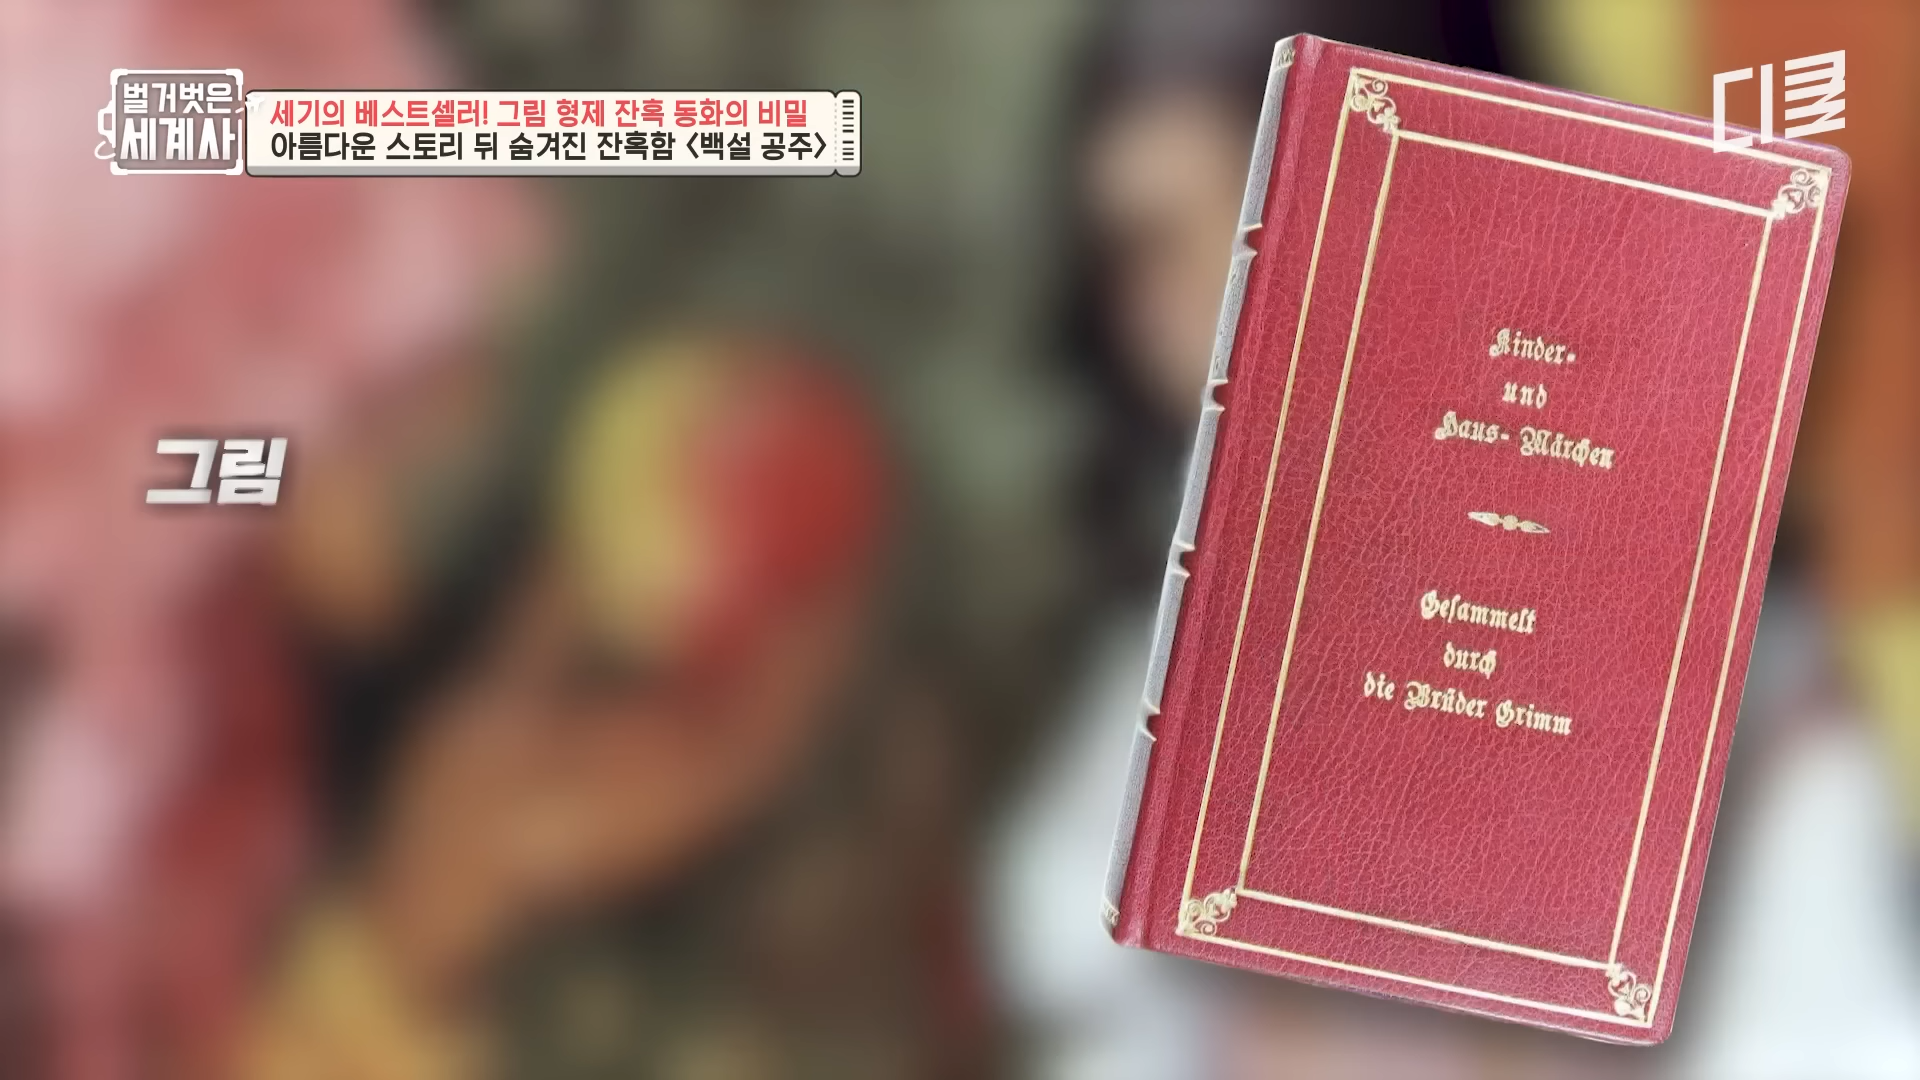 벌거벗은
세계사
세기의 베스트셀러! 그림 형제 잔혹 동화의 비밀
아름다운 스토리 뒤 숨겨진 잔혹함 <백설 공주>
디글
그림
Kinder-
und
Haus- Märchen
Gesammelt
durch
die Brüder Grimm